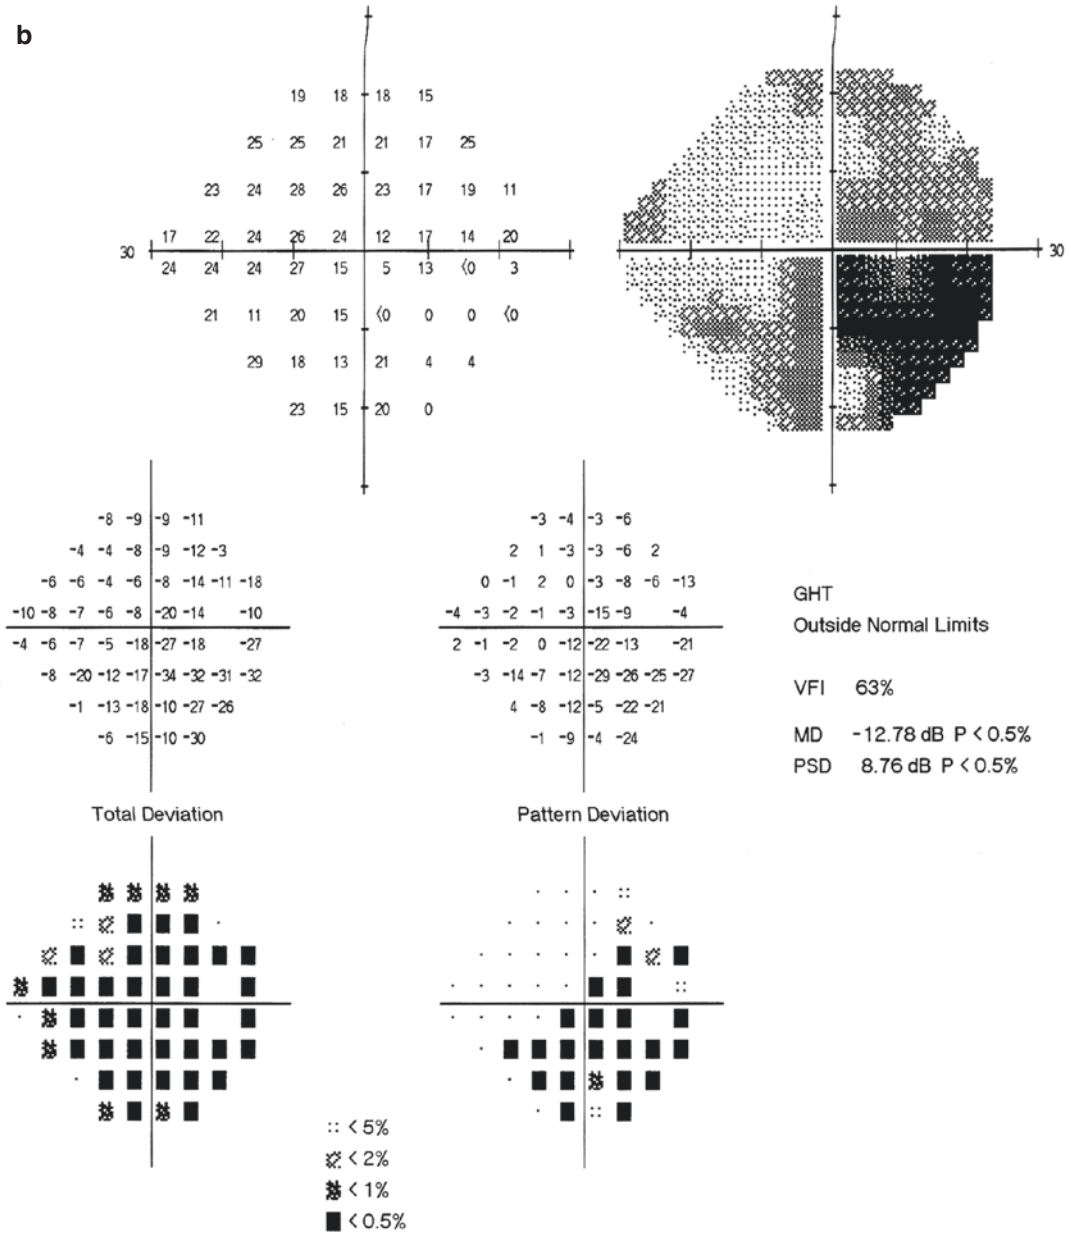 b
19 18 18 15
25 25 21 21 17 25
23 24 28 26 23 17 19 11
17 22 24 26 24 12 17 14 20
30 30
24 24 24 27 15 5 13 <0 3
21 11 20 15 <0 0 0 <0
29 18 13 21 4 4
23 15 20 0
-8 -9 -9 -11
-4 -4 -8 -9 -12 -3
-6 -6 -4 -6 -8 -14 -11 -18
-10 -8 -7 -6 -8 -20 -14 -10
-4 -6 -7 -5 -18 -27 -18 -27
-8 -20 -12 -17 -34 -32 -31 -32
-1 -13 -18 -10 -27 -26
-6 -15 -10 -30
Total Deviation
-3 -4 -3 -6
2 1 -3 -3 -6 2
0 -1 2 0 -3 -8 -6 -13
-4 -3 -2 -1 -3 -15 -9 -4
2 -1 -2 0 -12 -22 -13 -21
-3 -14 -7 -12 -29 -26 -25 -27
4 -8 -12 -5 -22 -21
-1 -9 -4 -24
Pattern Deviation
GHT
Outside Normal Limits
VFI 63%
MD -12.78 dB P < 0.5%
PSD 8.76 dB P < 0.5%
< 5%
< 2%
< 1%
< 0.5%